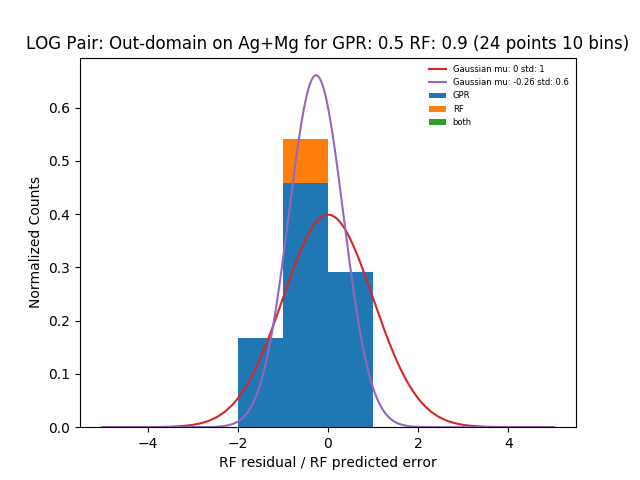 LOG Pair: Out-domain on Ag+Mg for GPR: 0.5 RF: 0.9 (24 points 10 bins)
Gaussian mu: 0 std: 1
Gaussian mu: -0.26 std: 0.6
GPR
RF
both
Normalized Counts
0.6
0.5
0.4
0.3
0.2
0.1
0.0
−4
−2
0
2
4
RF residual / RF predicted error